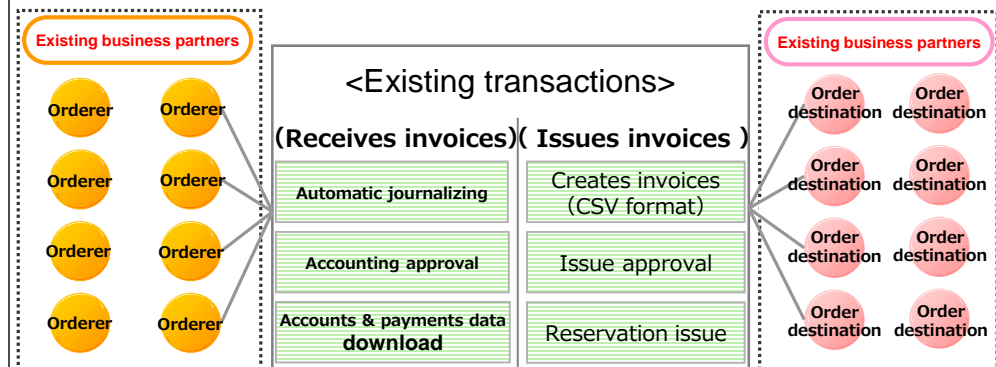 Existing business partners
Orderer Orderer
Orderer Orderer
Orderer Orderer
Orderer Orderer
<Existing transactions>
(Receives invoices) ( Issues invoices )
Automatic journalizing
Creates invoices
(CSV format)
Accounting approval
Issue approval
Accounts & payments data
download
Reservation issue
Existing business partners
Order
destination
Order
destination
Order
destination
Order
destination
Order
destination
Order
destination
Order
destination
Order
destination